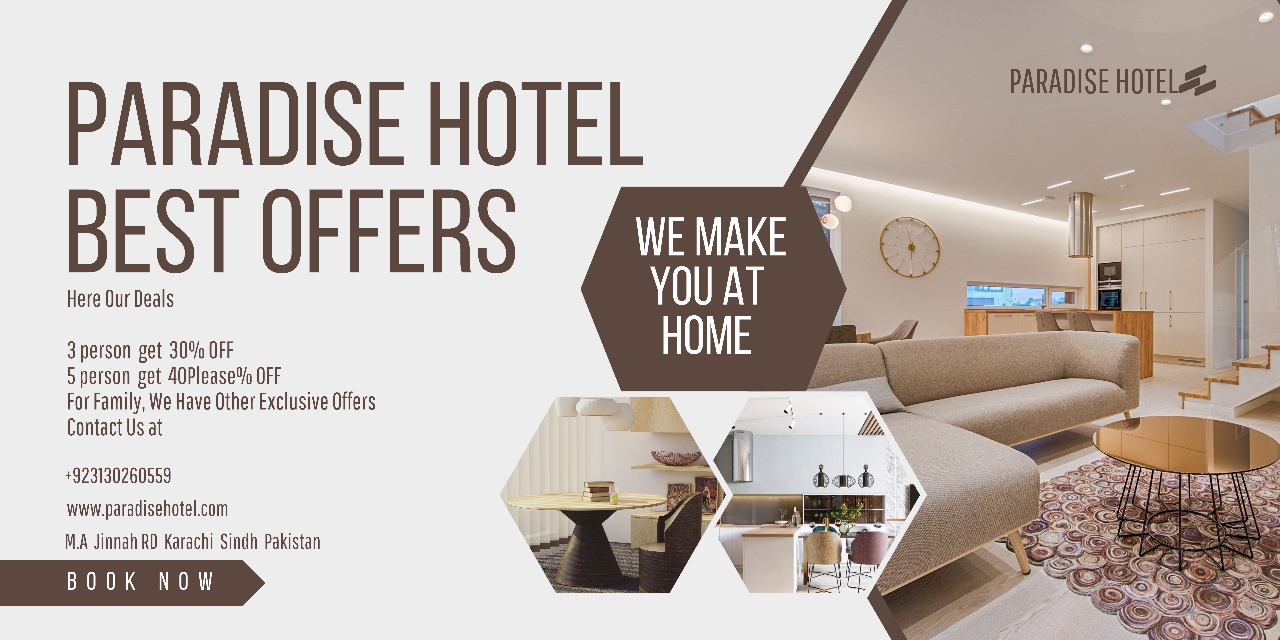 PARADISE HOTEL
BEST OFFERS
Here Our Deals
3 person get 30% OFF
5 person get 40Please% OFF
For Family, We Have Other Exclusive Offers
Contact Us at
+923130260559
www.paradisehotel.com
M.A Jinnah RD Karachi Sindh Pakistan
BOOK NOW
WE MAKE
YOU AT
HOME
PARADISE HOTEL